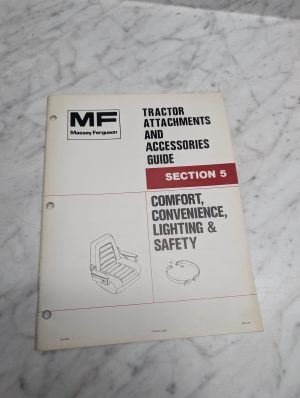 MF
Massey Ferguson
TRACTOR
ATTACHMENTS
AND
ACCESSORIES
GUIDE
SECTION 5
COMFORT,
CONVENIENCE,
LIGHTING &
SAFETY